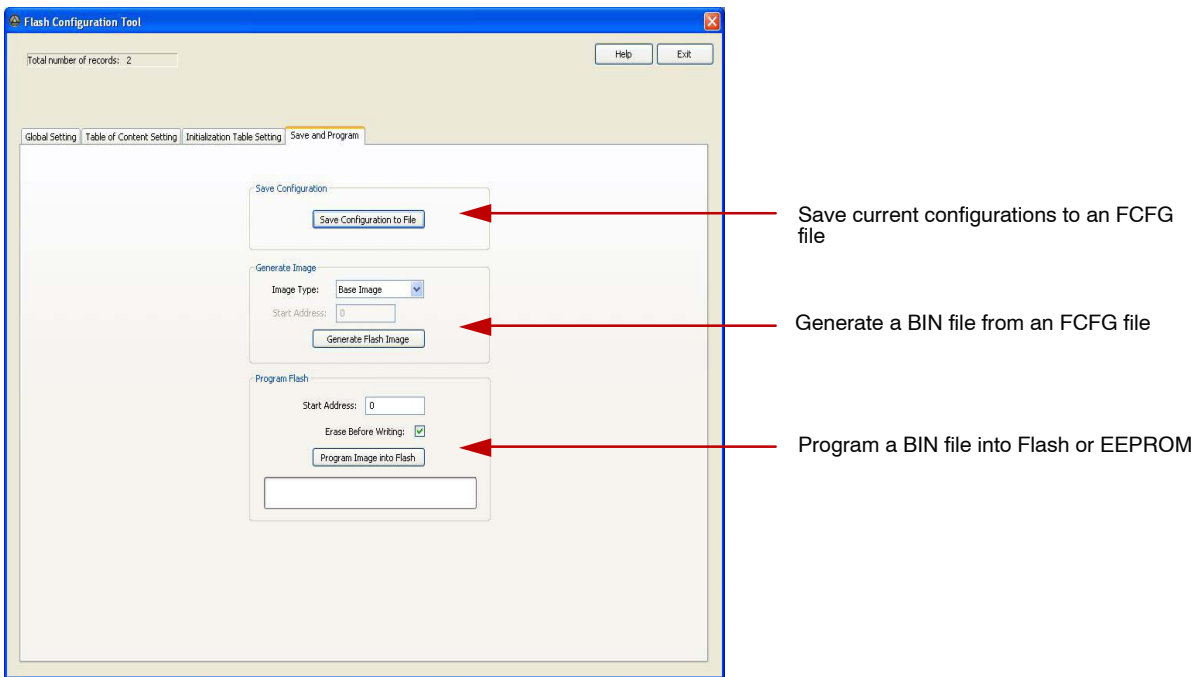 Flash Configuration Tool
Total number of records: 2
Help
Exit
Global Setting
Table of Content Setting
Initialization Table Setting
Save and Program
Save Configuration
Save Configuration to File
Save current configurations to an FCFG
file
Generate Image
Image Type: Base Image
Start Address: 0
Generate Flash Image
Generate a BIN file from an FCFG file
Program Flash
Start Address: 0
Erase Before Writing:
Program Image into Flash
Program a BIN file into Flash or EEPROM